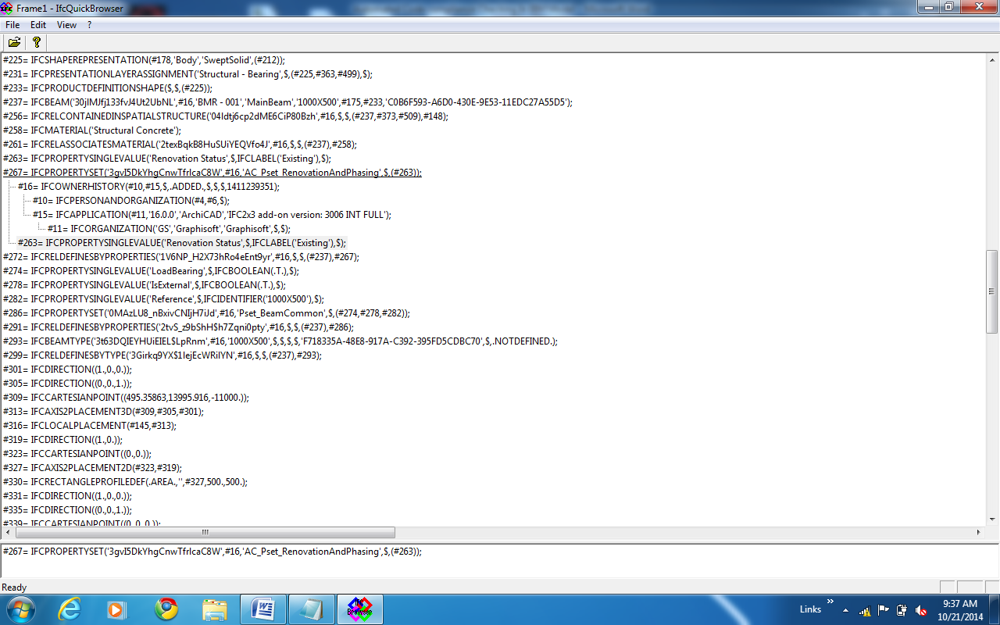 Frame1 - IfcQuickBrowser
File Edit View ?
#225= IFCSHAPEREPRESENTATION(#178,'Body','SweptSolid',(#212));
#231= IFCPRESENTATIONLAYERASSIGNMENT('Structural - Bearing',$,(#225,#363,#499),$);
#233= IFCPRODUCTDEFINITIONSHAPE($,$,(#225));
#237= IFCBEAM('30jIMJfj133fvJ4Ut2UbNL',#16,'BMR - 001','MainBeam','1000X500',#175,#233,'C0B6F593-A6D0-430E-9E53-11EDC27A55D5');
#256= IFCRELCONTAINEDINSPATIALSTRUCTURE('04ldtj6cp2dME6CiP80Bzh',#16,$,$,(#237,#373,#509),#148);
#258= IFCMATERIAL('Structural Concrete');
#261= IFCRELASSOCIATESMATERIAL('2texBqkB8HuSUiYEQVfo4J',#16,$,$,(#237),#258);
#263= IFCPROPERTYSINGLEVALUE('Renovation Status',$,IFCLABEL('Existing'),$);
#267= IFCPROPERTYSET('3gvI5DkYhgCnwTfrIcaC8W',#16,'AC_Pset_RenovationAndPhasing',$,(#263));
#16= IFCOWNERHISTORY(#10,#15,$,.ADDED.,$,$,$,1411239351);
#10= IFCPERSONANDORGANIZATION(#4,#6,$);
#15= IFCAPPLICATION(#11,'16.0.0','ArchiCAD','IFC2x3 add-on version: 3006 INT FULL');
#11= IFCORGANIZATION('GS','Graphisoft','Graphisoft',$,$);
#263= IFCPROPERTYSINGLEVALUE('Renovation Status',$,IFCLABEL('Existing'),$);
#272= IFCRELDEFINESBYPROPERTIES('1V6NP_H2X73hRo4eEnt9yr',#16,$,$,(#237),#267);
#274= IFCPROPERTYSINGLEVALUE('LoadBearing',$,IFCBOOLEAN(.T.),$);
#278= IFCPROPERTYSINGLEVALUE('IsExternal',$,IFCBOOLEAN(.T.),$);
#282= IFCPROPERTYSINGLEVALUE('Reference',$,IFCIDENTIFIER('1000X500'),$);
#286= IFCPROPERTYSET('0MAzLU8_nBxivCNIjH7iJd',#16,'Pset_BeamCommon',$,(#274,#278,#282));
#291= IFCRELDEFINESBYPROPERTIES('2tvS_z9bShH$h7Zqni0pty',#16,$,$,(#237),#286);
#293= IFCBEAMTYPE('3t63DQIEYHUiEIEL$LpRnm',#16,'1000X500',$,$,$,$,'F718335A-48E8-917A-C392-395FD5CDBC70',$,.NOTDEFINED.);
#299= IFCRELDEFINESBYTYPE('3Girkq9YX$1IejEcWRilYN',#16,$,$,(#237),#293);
#301= IFCDIRECTION((1.,0.,0.));
#305= IFCDIRECTION((0.,0.,1.));
#309= IFCCARTESIANPOINT((495.35863,13995.916,-11000.));
#313= IFCAXIS2PLACEMENT3D(#309,#305,#301);
#316= IFCLOCALPLACEMENT(#145,#313);
#319= IFCDIRECTION((1.,0.));
#323= IFCCARTESIANPOINT((0.,0.));
#327= IFCAXIS2PLACEMENT2D(#323,#319);
#330= IFCRECTANGLEPROFILEDEF(.AREA.,'',#327,500.,500.);
#331= IFCDIRECTION((1.,0.,0.));
#335= IFCDIRECTION((0.,0.,1.));
#339= IFCCARTESIANPOINT((0.,0.,0.));
#267= IFCPROPERTYSET('3gvI5DkYhgCnwTfrIcaC8W',#16,'AC_Pset_RenovationAndPhasing',$,(#263));
Ready
Links
9:37 AM
10/21/2014